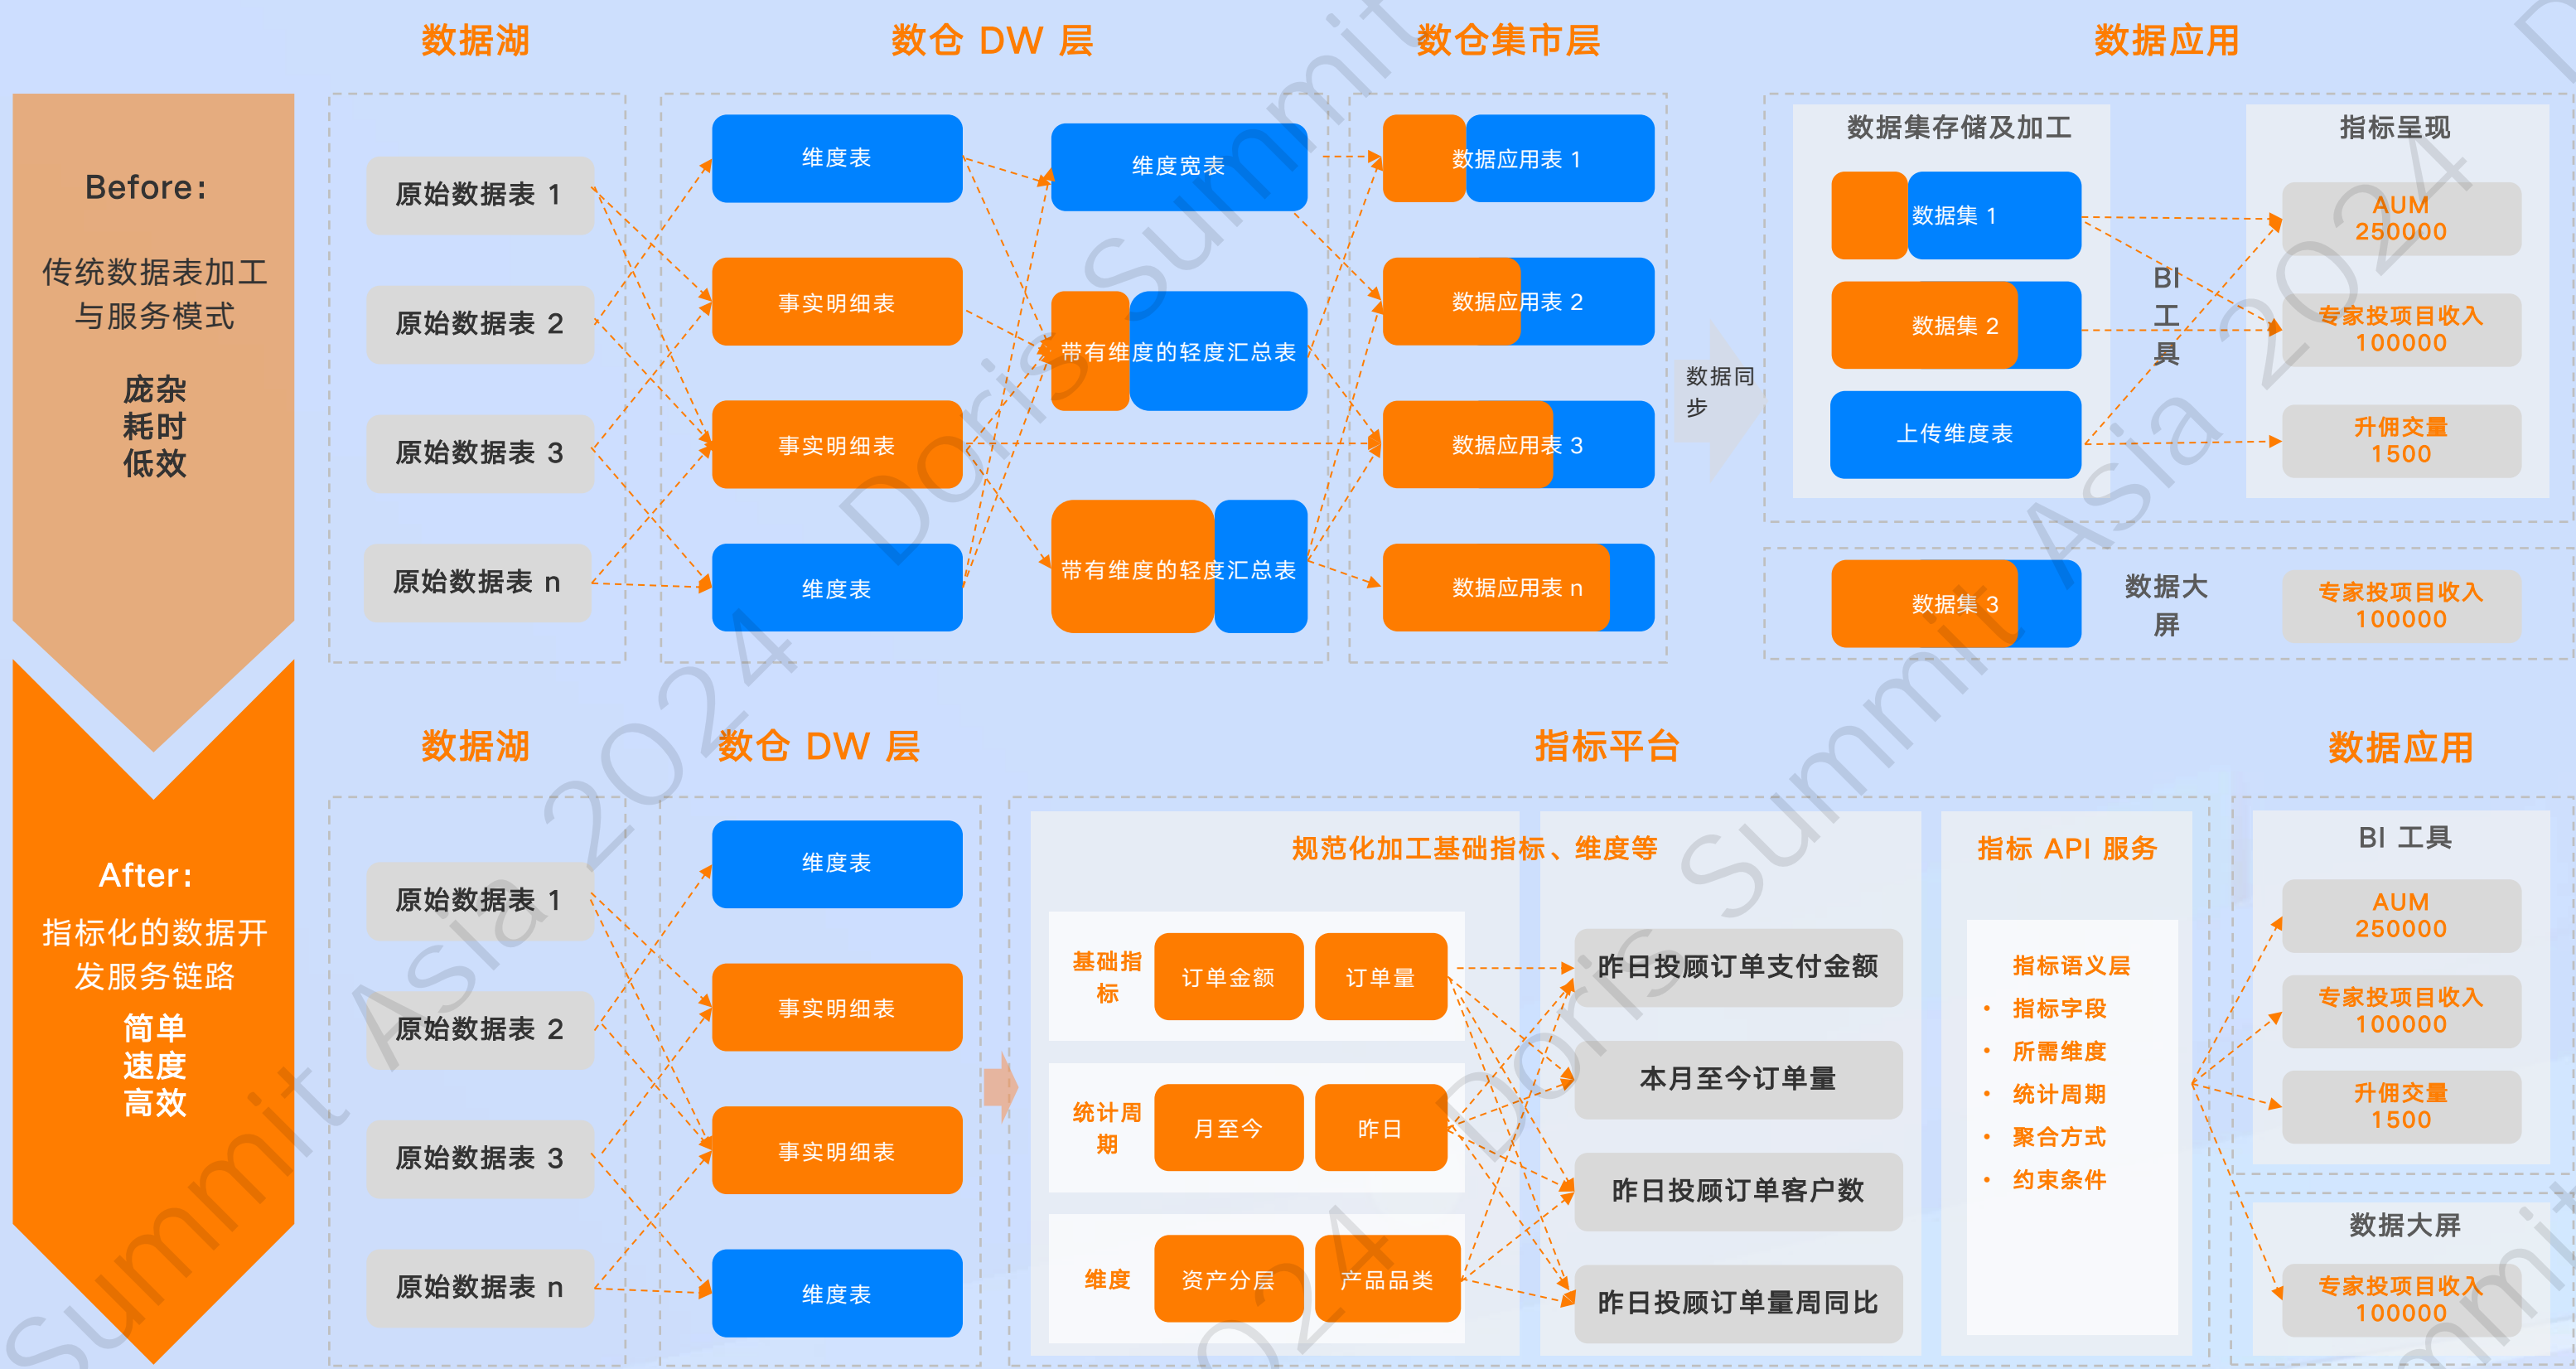 数据湖
数仓 DW 层
数仓集市层
数据应用
Before:
传统数据表加工
与服务模式
庞杂
耗时
低效
原始数据表 1
原始数据表 2
原始数据表 3
原始数据表 n
维度表
事实明细表
事实明细表
维度表
维度宽表
带有维度的轻度汇总表
带有维度的轻度汇总表
数据应用表 1
数据应用表 2
数据应用表 3
数据应用表 n
数据同
步
数据集存储及加工
数据集 1
数据集 2
上传维度表
BI
工
具
指标呈现
AUM
250000
专家投项目收入
100000
升佣交量
1500
数据集 3
数据大
屏
专家投项目收入
100000
数据湖
数仓 DW 层
指标平台
数据应用
After:
指标化的数据开
发服务链路
简单
速度
高效
原始数据表 1
原始数据表 2
原始数据表 3
原始数据表 n
维度表
事实明细表
事实明细表
维度表
规范化加工基础指标、维度等
基础指
标
订单金额
订单量
统计周
期
月至今
昨日
维度
资产分层
产品品类
昨日投顾订单支付金额
本月至今订单量
昨日投顾订单客户数
昨日投顾订单量周同比
指标 API 服务
指标语义层
• 指标字段
• 所需维度
• 统计周期
• 聚合方式
• 约束条件
BI 工具
AUM
250000
专家投项目收入
100000
升佣交量
1500
数据大屏
专家投项目收入
100000
Doris Summit Asia 2024
Doris Summit Asia 2024